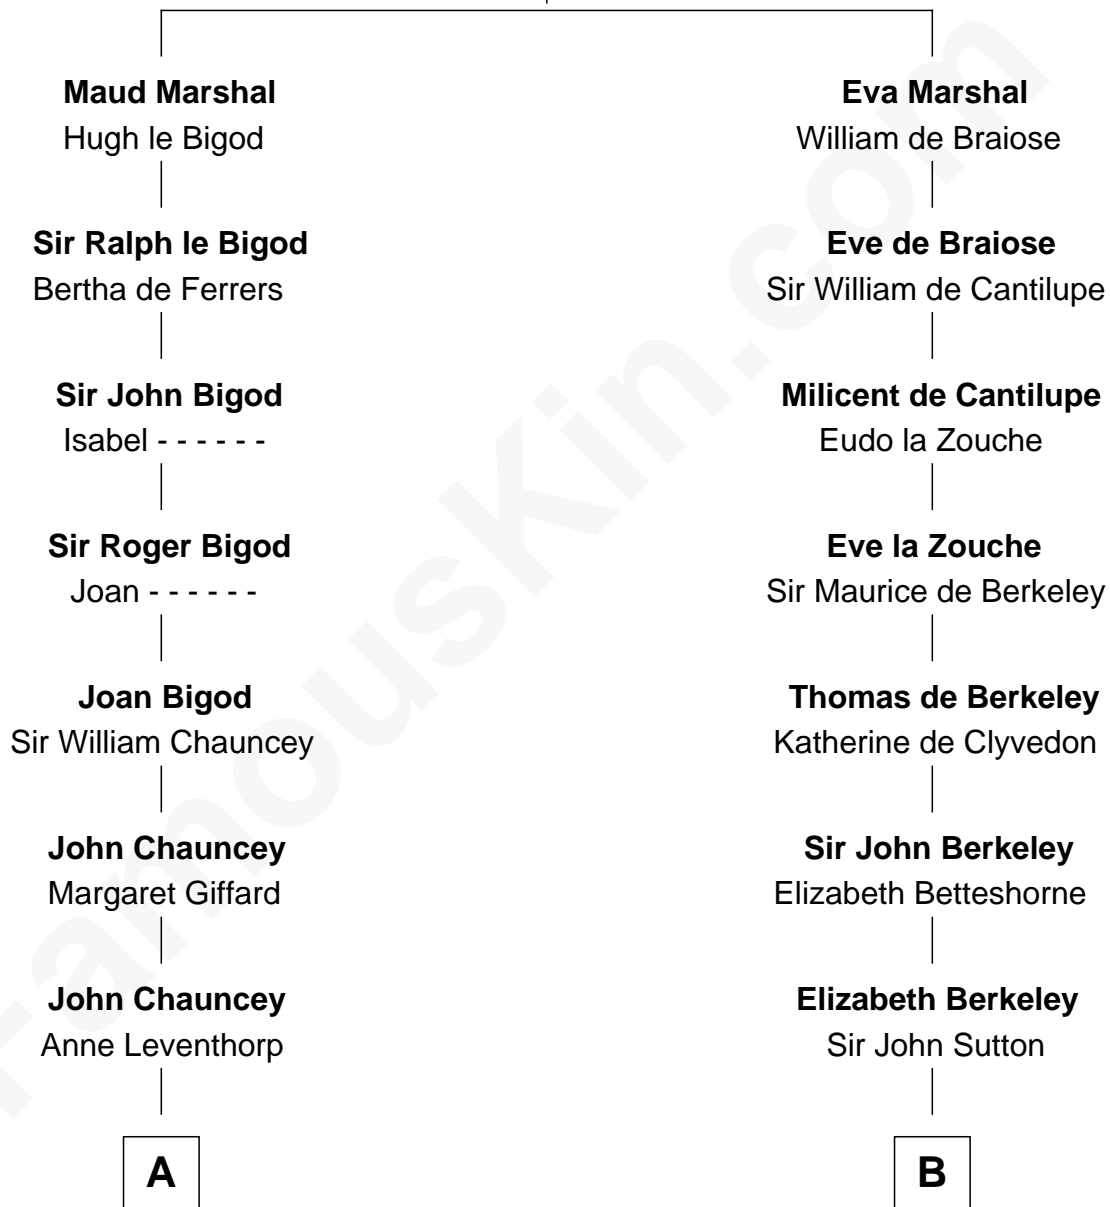 Maud Marshal
Hugh le Bigod
Sir Ralph le Bigod
Bertha de Ferrers
Sir John Bigod
Isabel - - - - - -
Sir Roger Bigod
Joan - - - - - -
Joan Bigod
Sir William Chauncey
John Chauncey
Margaret Giffard
John Chauncey
Anne Leventhorp
A
Eva Marshal
William de Braiose
Eve de Braiose
Sir William de Cantilupe
Milicent de Cantilupe
Eudo la Zouche
Eve la Zouche
Sir Maurice de Berkeley
Thomas de Berkeley
Katherine de Clyvedon
Sir John Berkeley
Elizabeth Betteshorne
Elizabeth Berkeley
Sir John Sutton
B
FamousKin.com